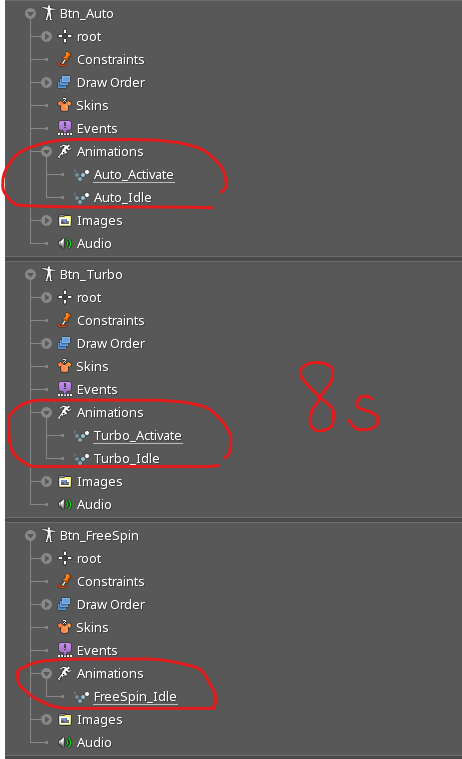 Btn_Auto
root
Constraints
Draw Order
Skins
Events
Animations
Auto_Activate
Auto_Idle
Images
Audio
Btn_Turbo
root
Constraints
Draw Order
Skins
8s
Events
Animations
Turbo_Activate
Turbo_Idle
Images
Audio
Btn_FreeSpin
root
Constraints
Draw Order
Skins
Events
Animations
FreeSpin_Idle
Images
Audio